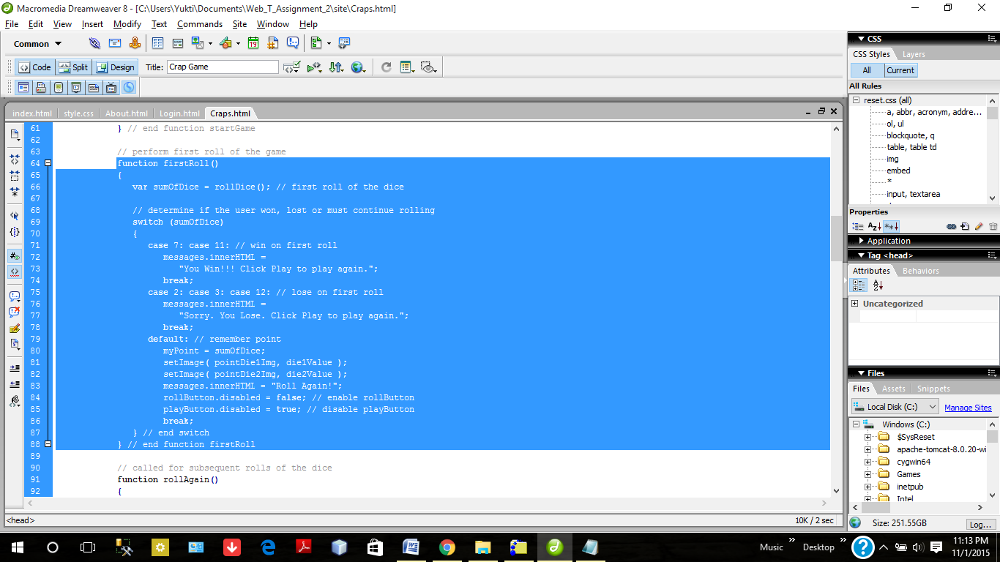 Macromedia Dreamweaver 8 - [C:\Users\Yukti\Documents\Web_T_Assignment_2\site\Craps.html]
File Edit View Insert Modify Text Commands Site Window Help
Common
Code Split Design Title: Crap Game
index.html style.css About.html Login.html Craps.html
61 } // end function startGame
62
63 // perform first roll of the game
64 function firstRoll()
65 {
66 var sumOfDice = rollDice(); // first roll of the dice
67
68 // determine if the user won, lost or must continue rolling
69 switch (sumOfDice)
70 {
71 case 7: case 11: // win on first roll
72 messages.innerHTML =
73 "You Win!!! Click Play to play again.";
74 break;
75 case 2: case 3: case 12: // lose on first roll
76 messages.innerHTML =
77 "Sorry. You Lose. Click Play to play again.";
78 break;
79 default: // remember point
80 myPoint = sumOfDice;
81 setImage( pointDie1Img, die1Value );
82 setImage( pointDie2Img, die2Value );
83 messages.innerHTML = "Roll Again!";
84 rollButton.disabled = false; // enable rollButton
85 playButton.disabled = true; // disable playButton
86 break;
87 } // end switch
88 } // end function firstRoll
89
90 // called for subsequent rolls of the dice
91 function rollAgain()
92 {
<head>
10K / 2 sec
CSS
CSS Styles Layers
All Current
All Rules
reset.css (all)
a, abbr, acronym, addre...
ol, ul
blockquote, q
table, table td
img
embed
*
input, textarea
Properties
Application
Tag <head>
Attributes Behaviors
Uncategorized
Files
Files Assets Snippets
Local Disk (C:) Manage Sites
Windows (C:)
$SysReset
apache-tomcat-8.0.20-wi
cygwin64
Games
inetpub
Intel
Size: 251.55GB Log...
Music Desktop
11:13 PM
11/1/2015